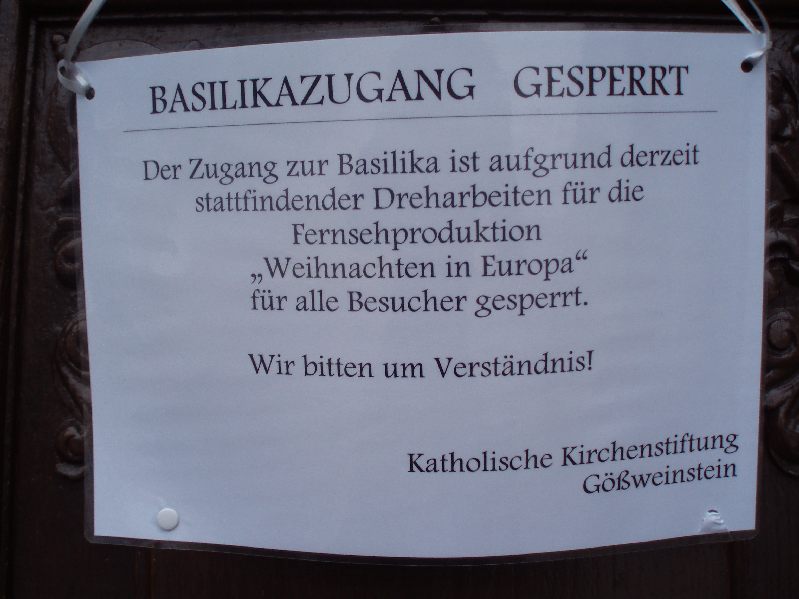 BASILIKAZUGANG GESPERRT
Der Zugang zur Basilika ist aufgrund derzeit
stattfindender Dreharbeiten für die
Fernsehproduktion
„Weihnachten in Europa“
für alle Besucher gesperrt.
Wir bitten um Verständnis!
Katholische Kirchenstiftung
Gößweinstein